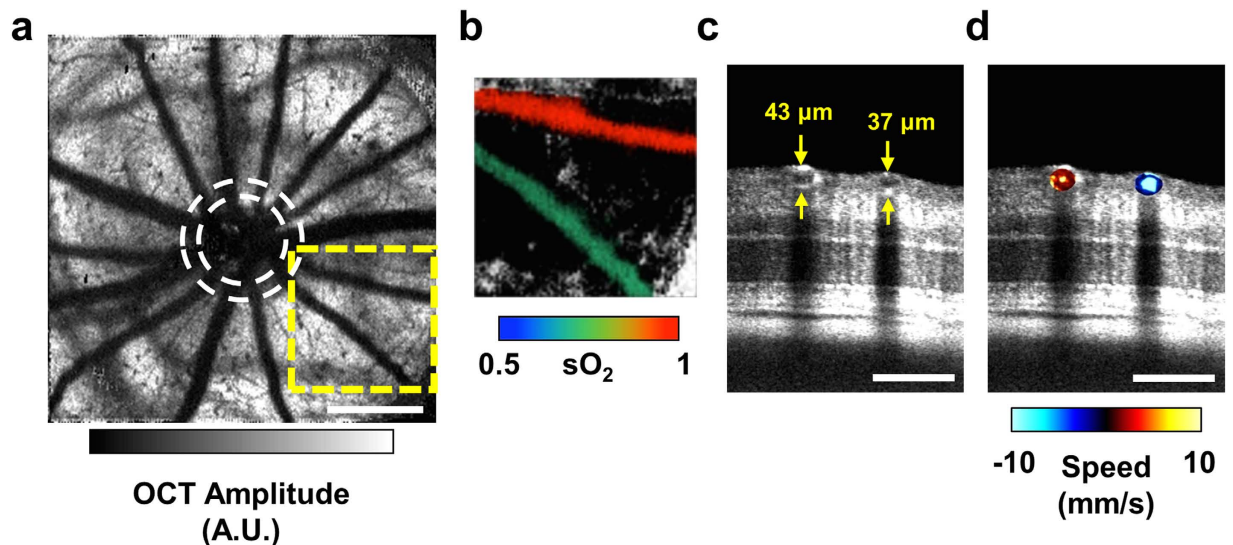 a
b
c
d
43 µm
37 µm
0.5 sO₂ 1
-10 Speed 10
(mm/s)
OCT Amplitude
(A.U.)